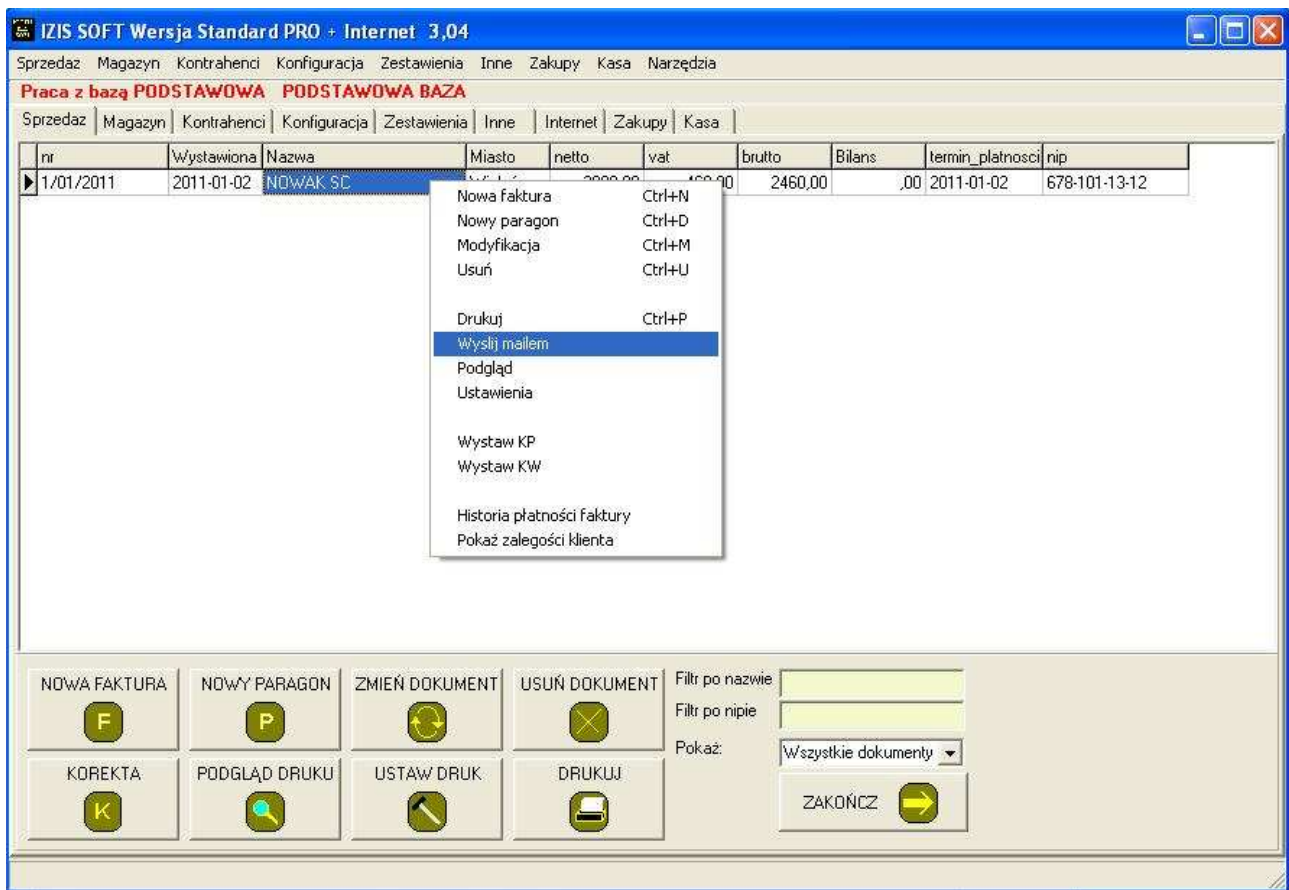 IZIS SOFT Wersja Standard PRO + Internet 3,04
Sprzedaz Magazyn Kontrahenci Konfiguracja Zestawienia Inne Zakupy Kasa Narzędzia
Praca z bazą PODSTAWOWA PODSTAWOWA BAZA
Sprzedaz Magazyn Kontrahenci Konfiguracja Zestawienia Inne Internet Zakupy Kasa
nr Wystawiona Nazwa Miasto netto vat brutto Bilans termin_platnosci nip
1/01/2011 2011-01-02 NOWAK SC 2460,00 ,00 2011-01-02 678-101-13-12
Nowa faktura Ctrl+N
Nowy paragon Ctrl+D
Modyfikacja Ctrl+M
Usuń Ctrl+U
Drukuj Ctrl+P
Wyslij mailem
Podgląd
Ustawienia
Wystaw KP
Wystaw KW
Historia płatności faktury
Pokaż zalegości klienta
NOWA FAKTURA NOWY PARAGON ZMIEŃ DOKUMENT USUŃ DOKUMENT Filtr po nazwie
F P
Filtr po nipie
Pokaż: Wszystkie dokumenty
KOREKTA PODGLĄD DRUKU USTAW DRUK DRUKUJ
K
ZAKOŃCZ